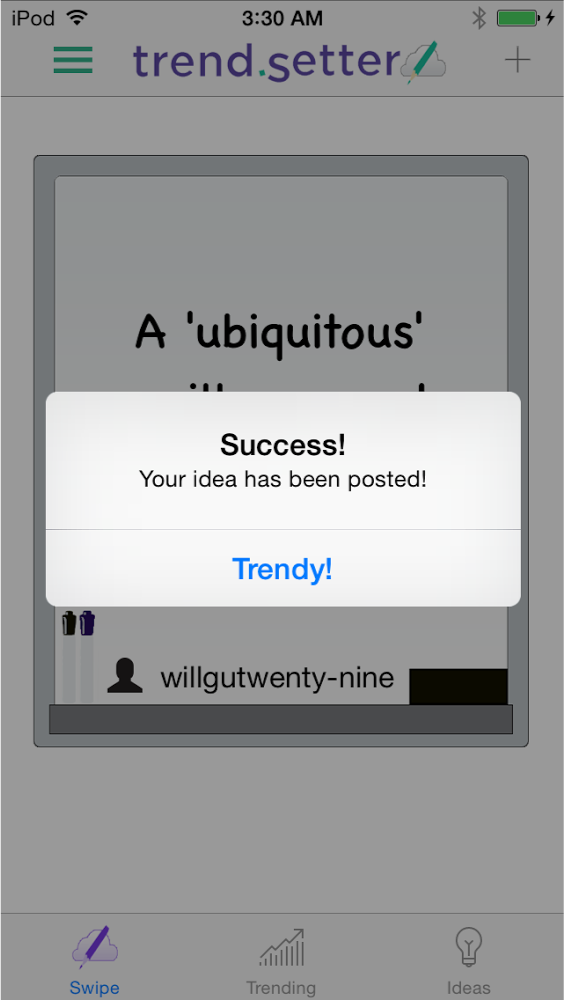 iPod 3:30 AM
trend.setter
A 'ubiquitous'
Success!
Your idea has been posted!
Trendy!
willgutwenty-nine
Swipe Trending Ideas